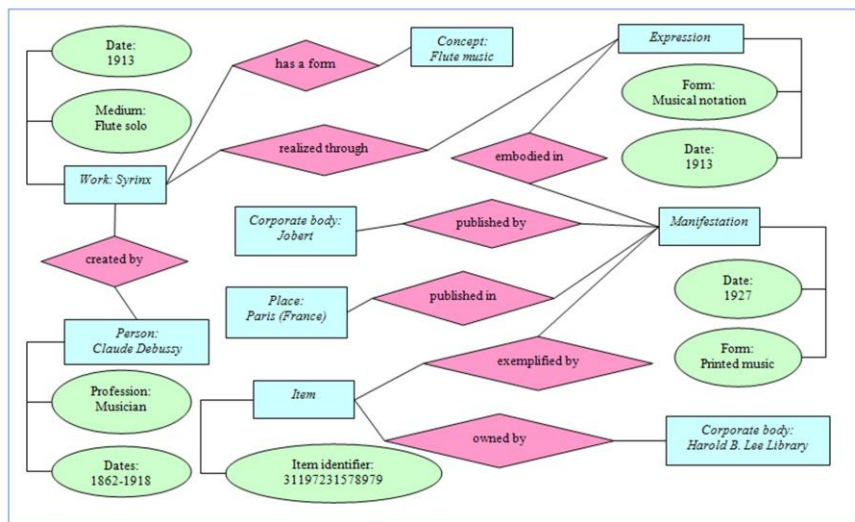 Date:
1913
has a form
Concept:
Flute music
Expression
Medium:
Flute solo
Form:
Musical notation
realized through
embodied in
Date:
1913
Work: Syrinx
Corporate body:
Jobert
published by
Manifestation
created by
Place:
Paris (France)
published in
Date:
1927
Person:
Claude Debussy
exemplified by
Form:
Printed music
Profession:
Musician
Item
owned by
Corporate body:
Harold B. Lee Library
Dates:
1862-1918
Item identifier:
31197231578979